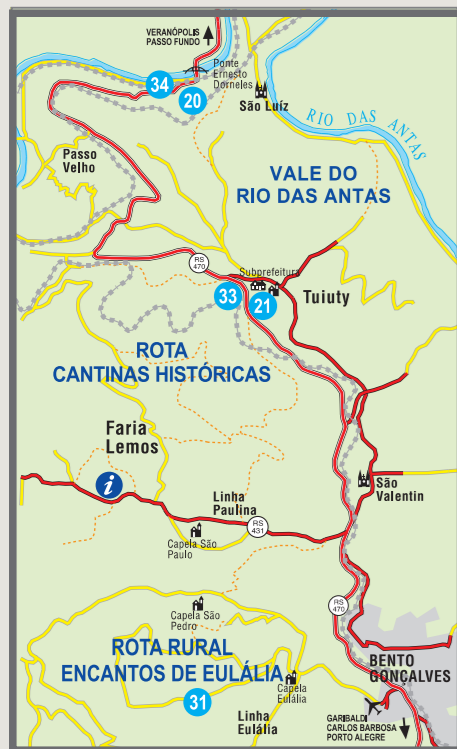 VERANÓPOLIS
PASSO FUNDO
Ponte
Ernesto
Dorneles
34
20
São Luíz
RIO DAS ANTAS
Passo
Velho
VALE DO
RIO DAS ANTAS
RS
470
Subprefeitura
33
21
Tuiuty
ROTA
CANTINAS HISTÓRICAS
Faria
Lemos
i
São
Valentin
Linha
Paulina
RS
431
Capela São
Paulo
RS
470
Capela São
Pedro
ROTA RURAL
ENCANTOS DE EULÁLIA
BENTO
GONÇALVES
Capela
Eulália
31
Linha
Eulália
GARIBALDI
CARLOS BARBOSA
PORTO ALEGRE